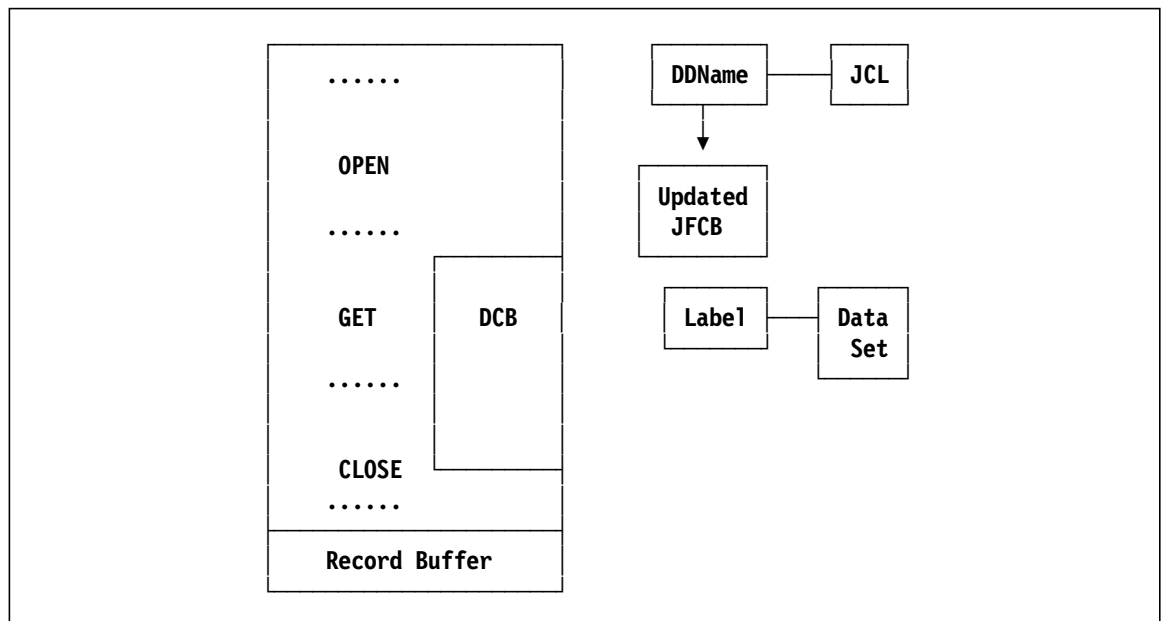 ......
DDName
JCL
OPEN
Updated
JFCB
......
GET
DCB
Label
Data
Set
......
CLOSE
......
Record Buffer